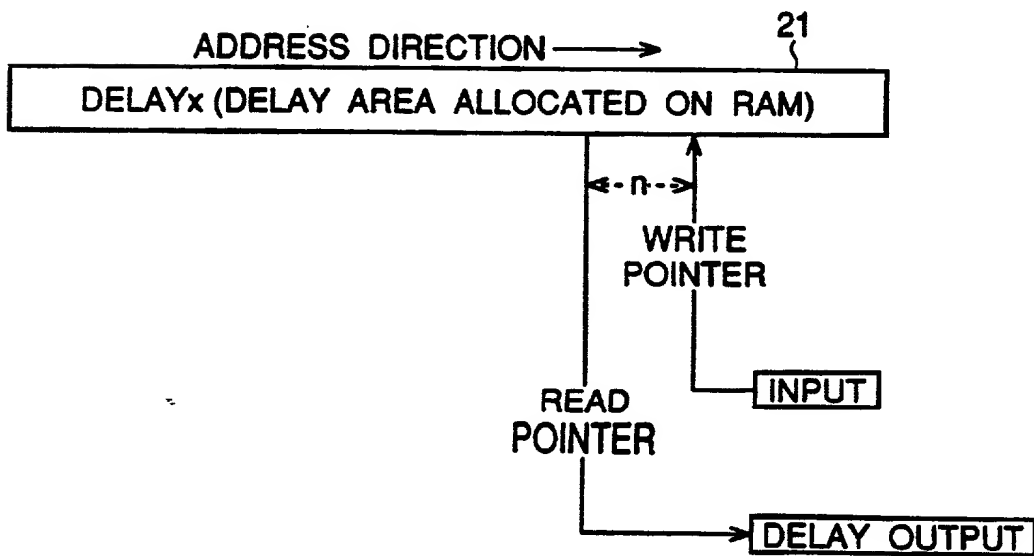 21
ADDRESS DIRECTION
DELAYx (DELAY AREA ALLOCATED ON RAM)
n
WRITE
POINTER
INPUT
READ
POINTER
DELAY OUTPUT